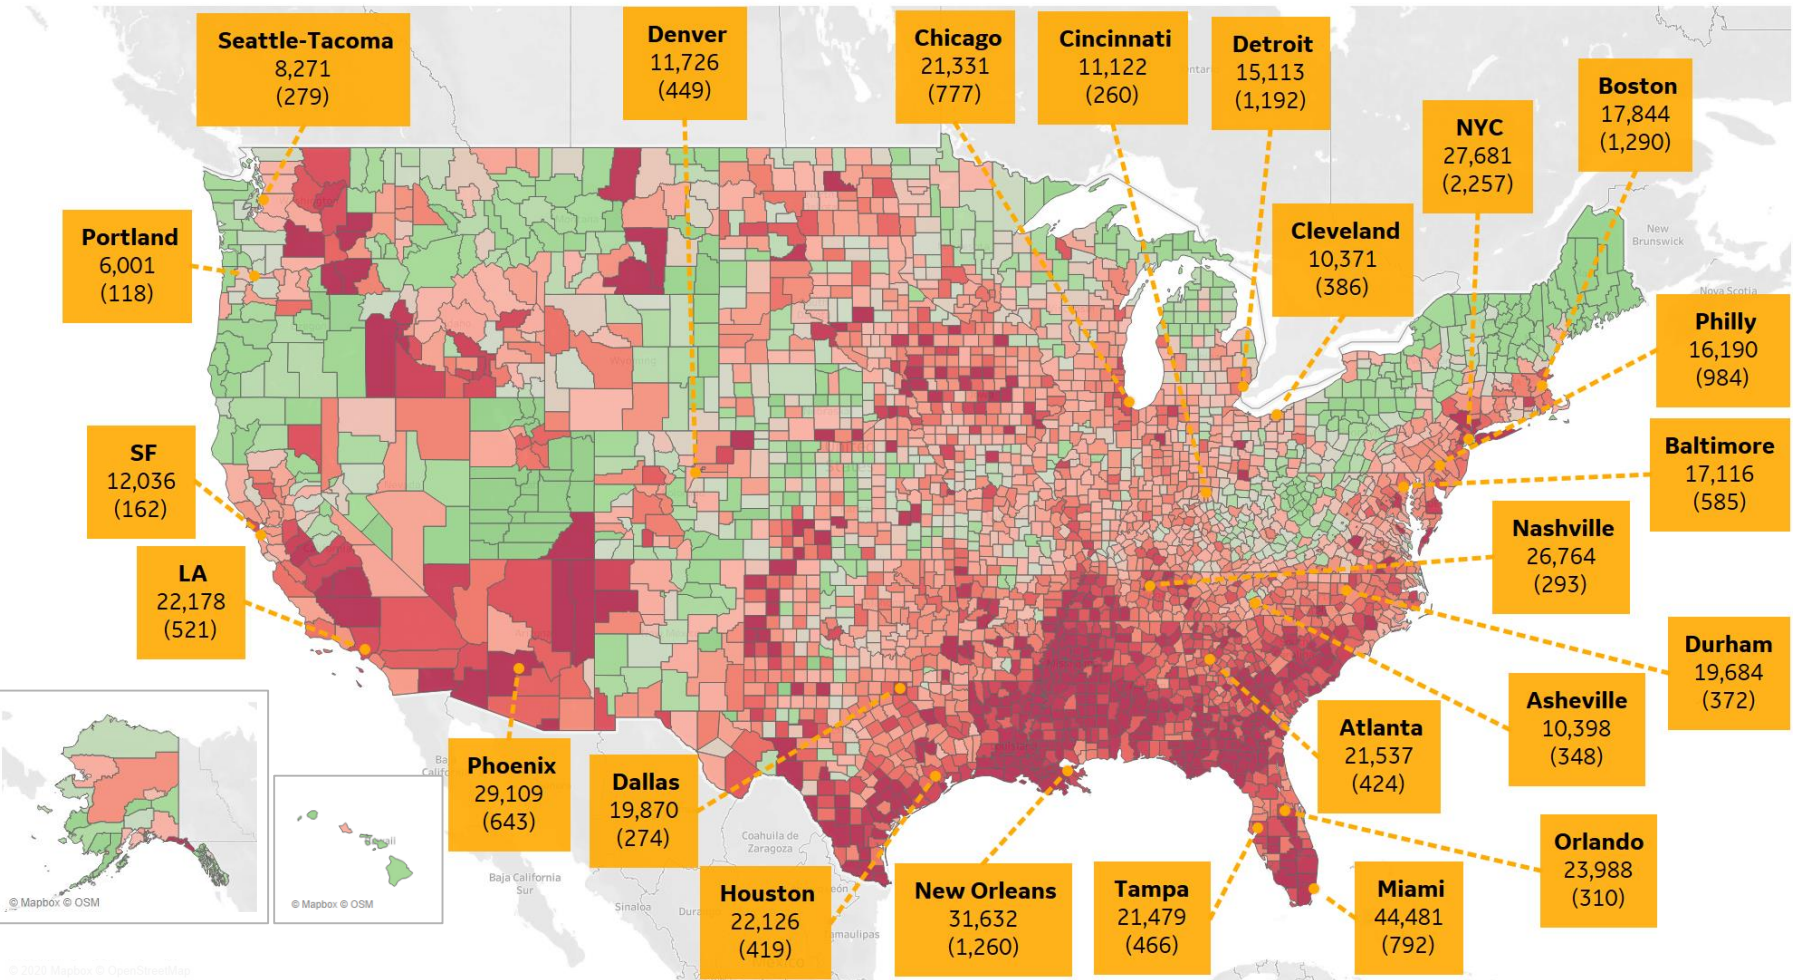 Seattle-Tacoma
8,271
(279)
Denver
11,726
(449)
Chicago
21,331
(777)
Cincinnati
11,122
(260)
Detroit
15,113
(1,192)
Boston
17,844
(1,290)
NYC
27,681
(2,257)
Portland
6,001
(118)
Cleveland
10,371
(386)
New
Brunswick
Nova Scotia
Philly
16,190
(984)
SF
12,036
(162)
Baltimore
17,116
(585)
Nashville
26,764
(293)
LA
22,178
(521)
Durham
19,684
(372)
Asheville
10,398
(348)
Atlanta
21,537
(424)
Phoenix
29,109
(643)
Dallas
19,870
(274)
Coahuila de
Zaragoza
Baja California
Sur
Sinaloa
Houston
22,126
(419)
New Orleans
31,632
(1,260)
Tampa
21,479
(466)
Miami
44,481
(792)
Orlando
23,988
(310)
© Mapbox © OSM
© Mapbox © OSM
© 2020 Mapbox © OpenStreetMap